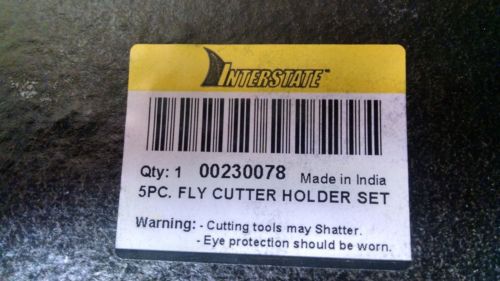 INTERSTATE™
Qty: 1 00230078 Made in India
5PC. FLY CUTTER HOLDER SET
Warning: - Cutting tools may Shatter.
- Eye protection should be worn.